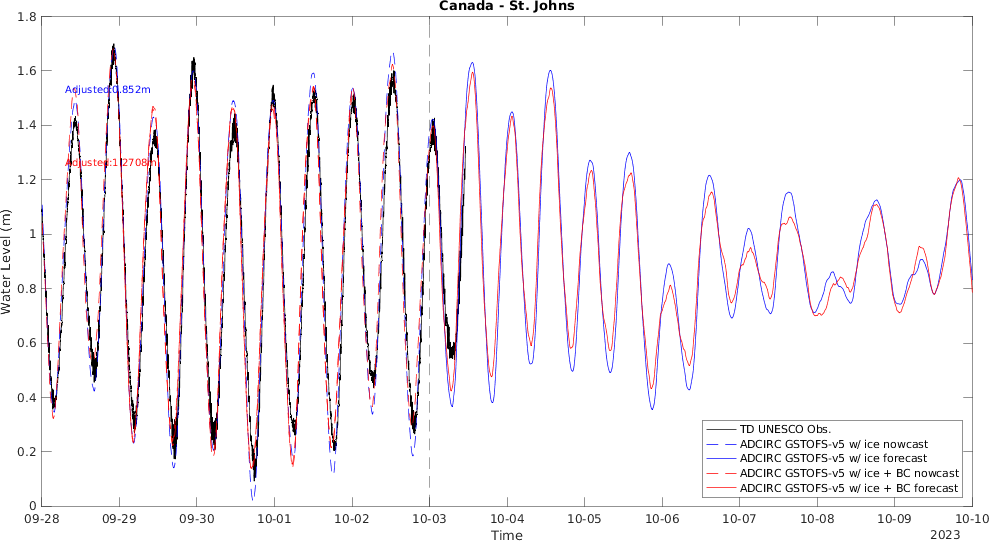 Canada - St. Johns
1.8
1.6
1.4
1.2
1
0.8
0.6
0.4
0.2
0
Water Level (m)
Adjusted:0.852m
Adjusted:1.2708m
TD UNESCO Obs.
ADCIRC GSTOFS-v5 w/ ice nowcast
ADCIRC GSTOFS-v5 w/ ice forecast
ADCIRC GSTOFS-v5 w/ ice + BC nowcast
ADCIRC GSTOFS-v5 w/ ice + BC forecast
09-28 09-29 09-30 10-01 10-02 10-03 10-04 10-05 10-06 10-07 10-08 10-09 10-10
Time
2023